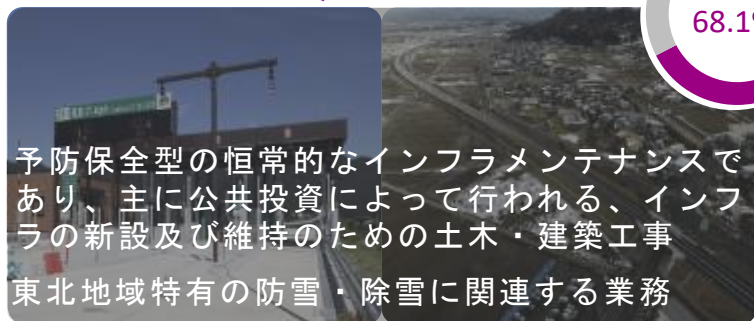 68.1%
予防保全型の恒常的なインフラメンテナンスで
あり、主に公共投資によって行われる、インフ
ラの新設及び維持のための土木・建築工事
東北地域特有の防雪・除雪に関連する業務